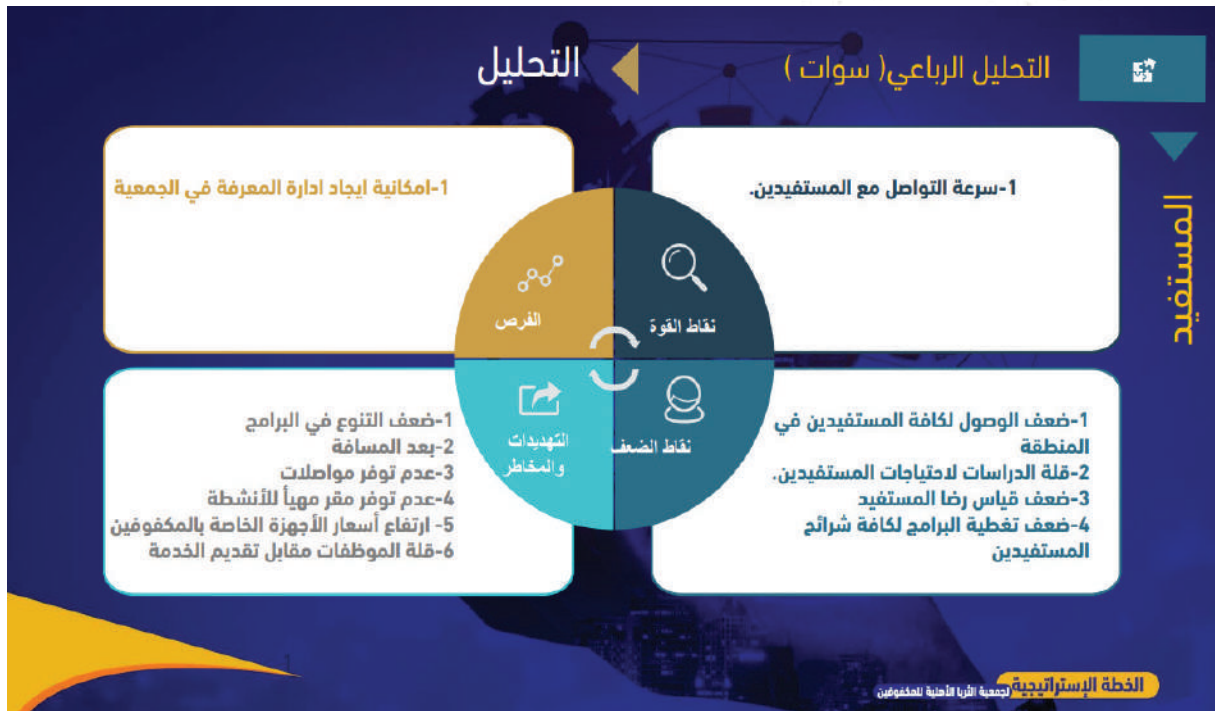 التحليل الرباعي( سوات )
التحليل
المستفيد
1-سرعة التواصل مع المستفيدين.
نقاط القوة
1-امكانية ايجاد ادارة المعرفة في الجمعية
الفرص
1-ضعف الوصول لكافة المستفيدين في
المنطقة
2-قلة الدراسات لاحتياجات المستفيدين.
3-ضعف قياس رضا المستفيد
4-ضعف تغطية البرامج لكافة شرائح
المستفيدين
نقاط الضعف
1-ضعف التنوع في البرامج
2-بعد المسافة
3-عدم توفر مواصلات
4-عدم توفر مقر مهيأ للأنشطة
5- ارتفاع أسعار الأجهزة الخاصة بالمكفوفين
6-قلة الموظفات مقابل تقديم الخدمة
التهديدات
والمخاطر
الخطة الإستراتيجية لجمعية الثريا الأهلية للمكفوفين